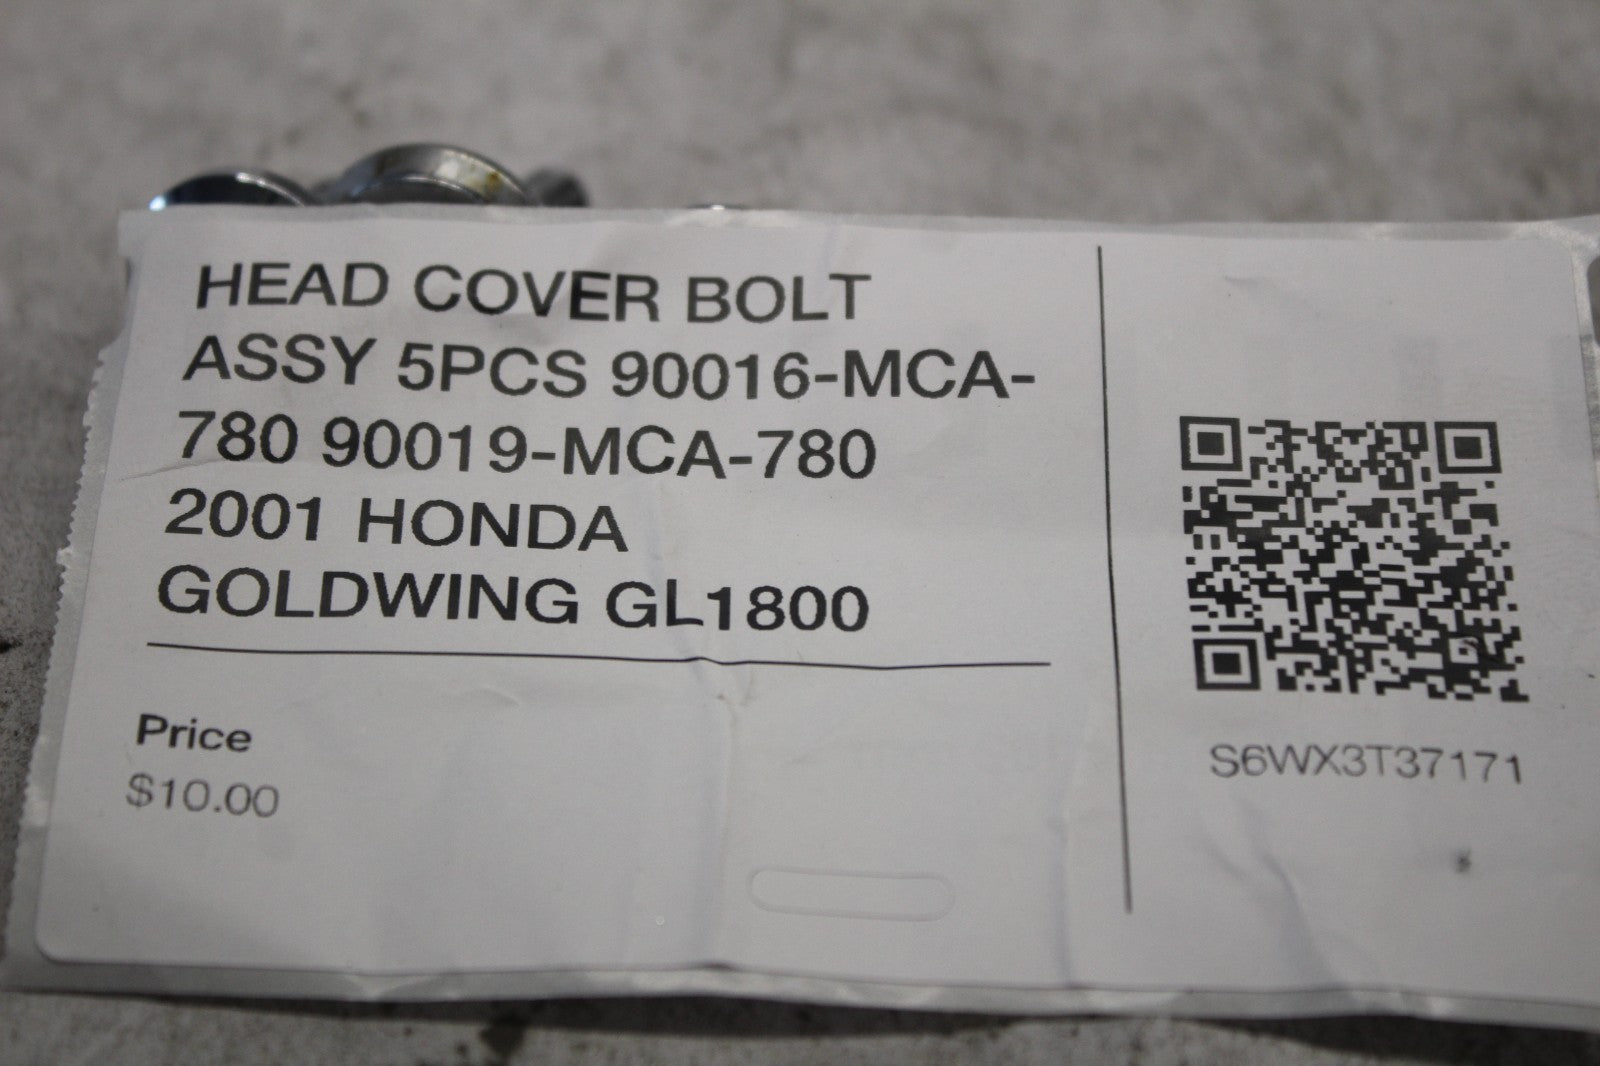 HEAD COVER BOLT
ASSY 5PCS 90016-MCA-
780 90019-MCA-780
2001 HONDA
GOLDWING GL1800
Price
$10.00
S6WX3T37171